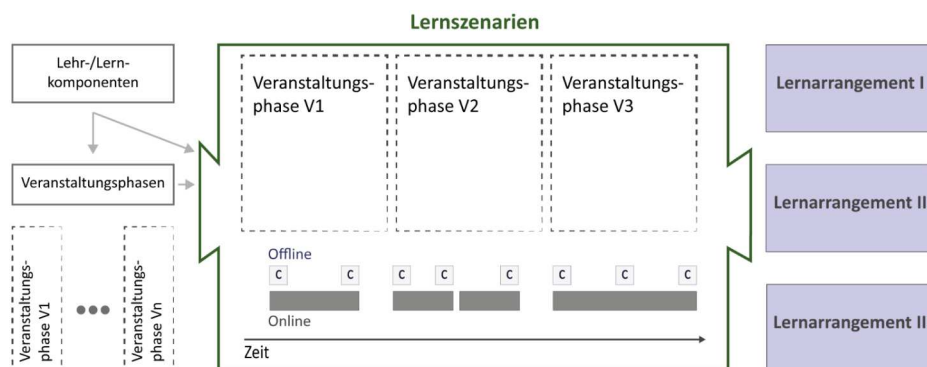 Lernszenarien
Lehr-/Lern-
komponenten
Veranstaltungsphasen
Veranstaltungs-
phase V1
Veranstaltungs-
phase Vn
Veranstaltungs-
phase V1
Veranstaltungs-
phase V2
Veranstaltungs-
phase V3
Offline
C C C C C C C C
Online
Zeit
Lernarrangement I
Lernarrangement II
Lernarrangement II